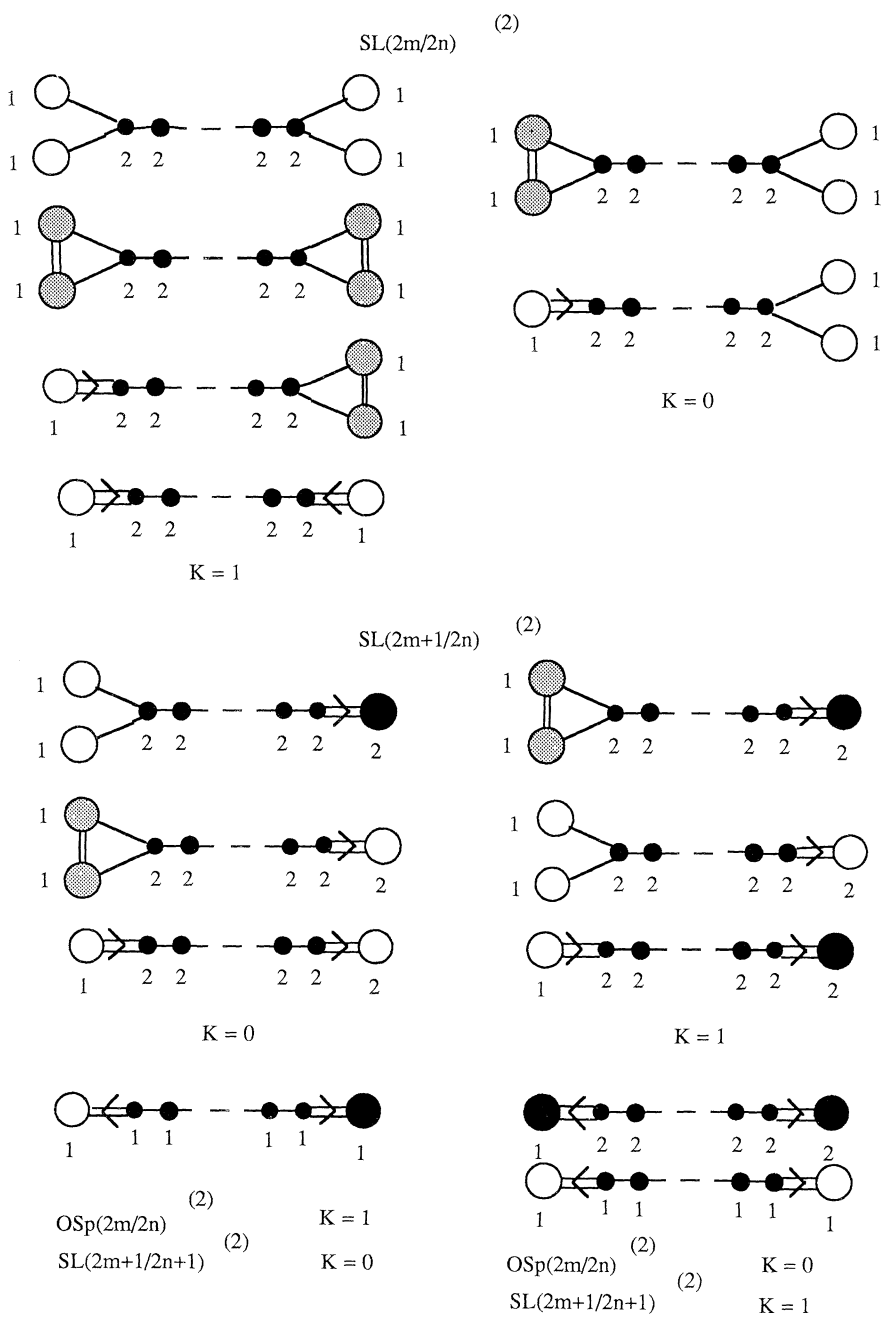 SL(2m/2n) (2)
1 1
2 2 2 2
1 1
1 1
2 2 2 2
1 1
1
1 2 2 2 2
1
1 2 2 2 2 1
K = 1
1 1
2 2 2 2
1 1
1
1 2 2 2 2
1
K = 0
SL(2m+1/2n) (2)
1
2 2 2 2 2
1
1
2 2 2 2 2
1
1 2 2 2 2 2
K = 0
1
2 2 2 2 2
1
1
2 2 2 2 2
1
1 2 2 2 2 2
K = 1
1 1 1 1 1 1
OSp(2m/2n) (2) K = 1
SL(2m+1/2n+1) (2) K = 0
1 2 2 2 2 2
1 1 1 1 1 1
OSp(2m/2n) (2) K = 0
SL(2m+1/2n+1) (2) K = 1